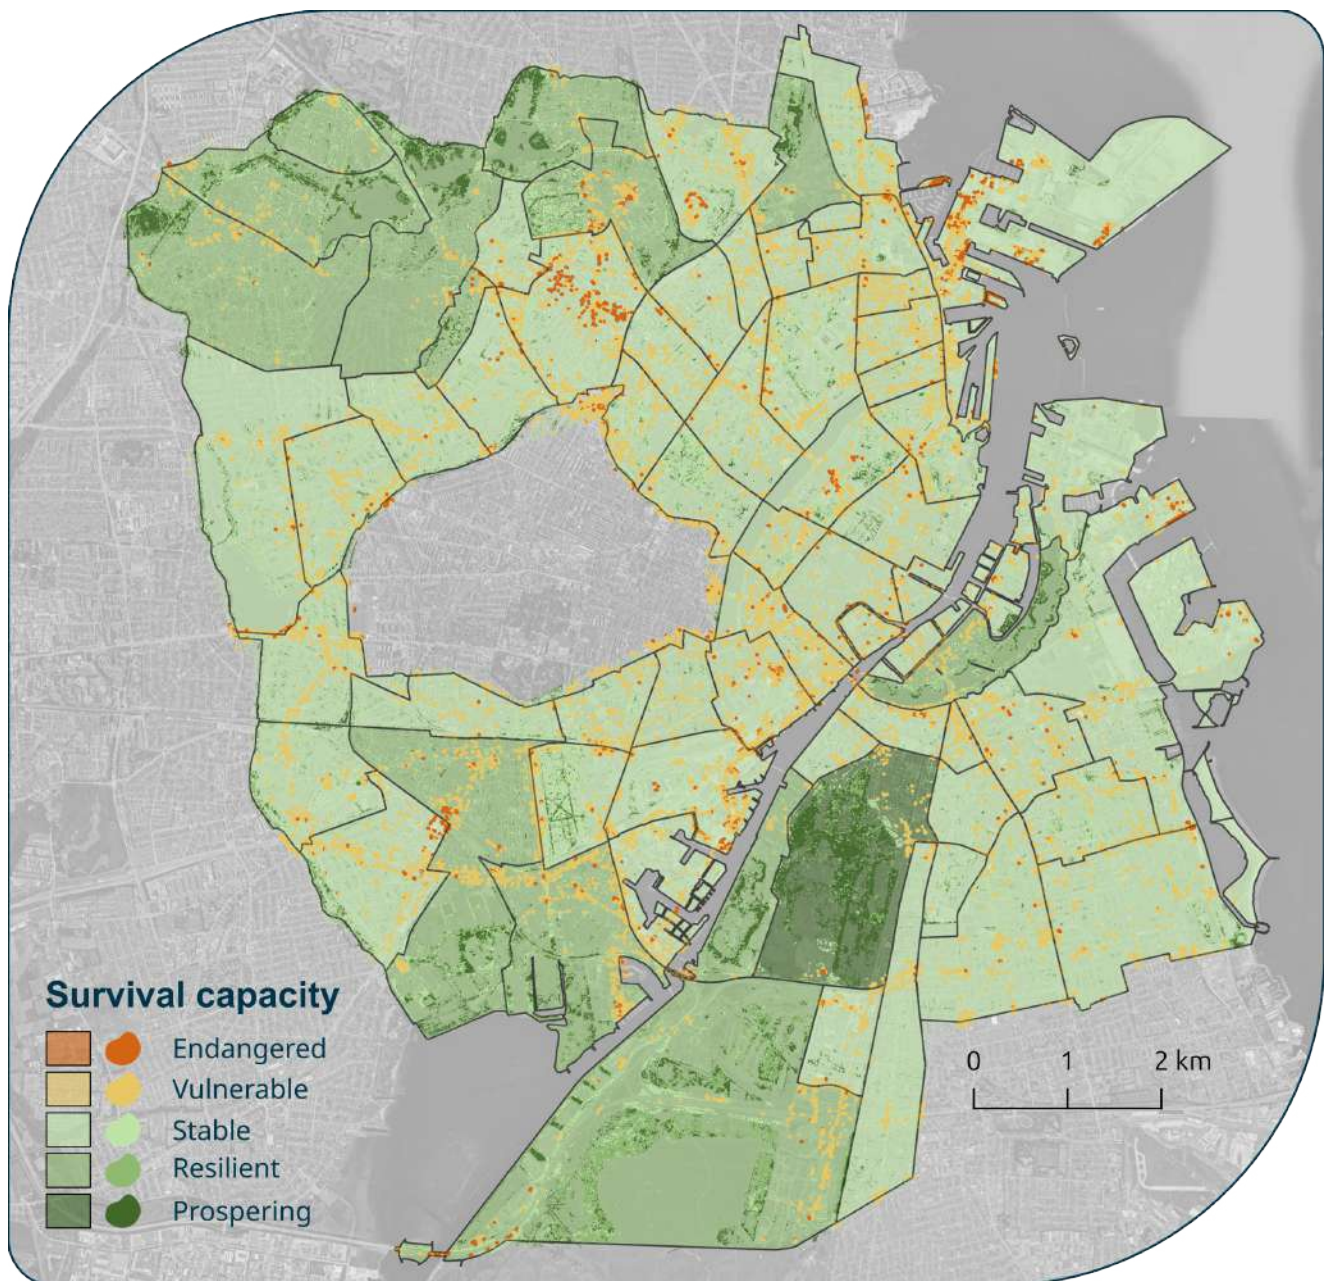 Survival capacity
Endangered
Vulnerable
Stable
Resilient
Prospering
0 1 2 km